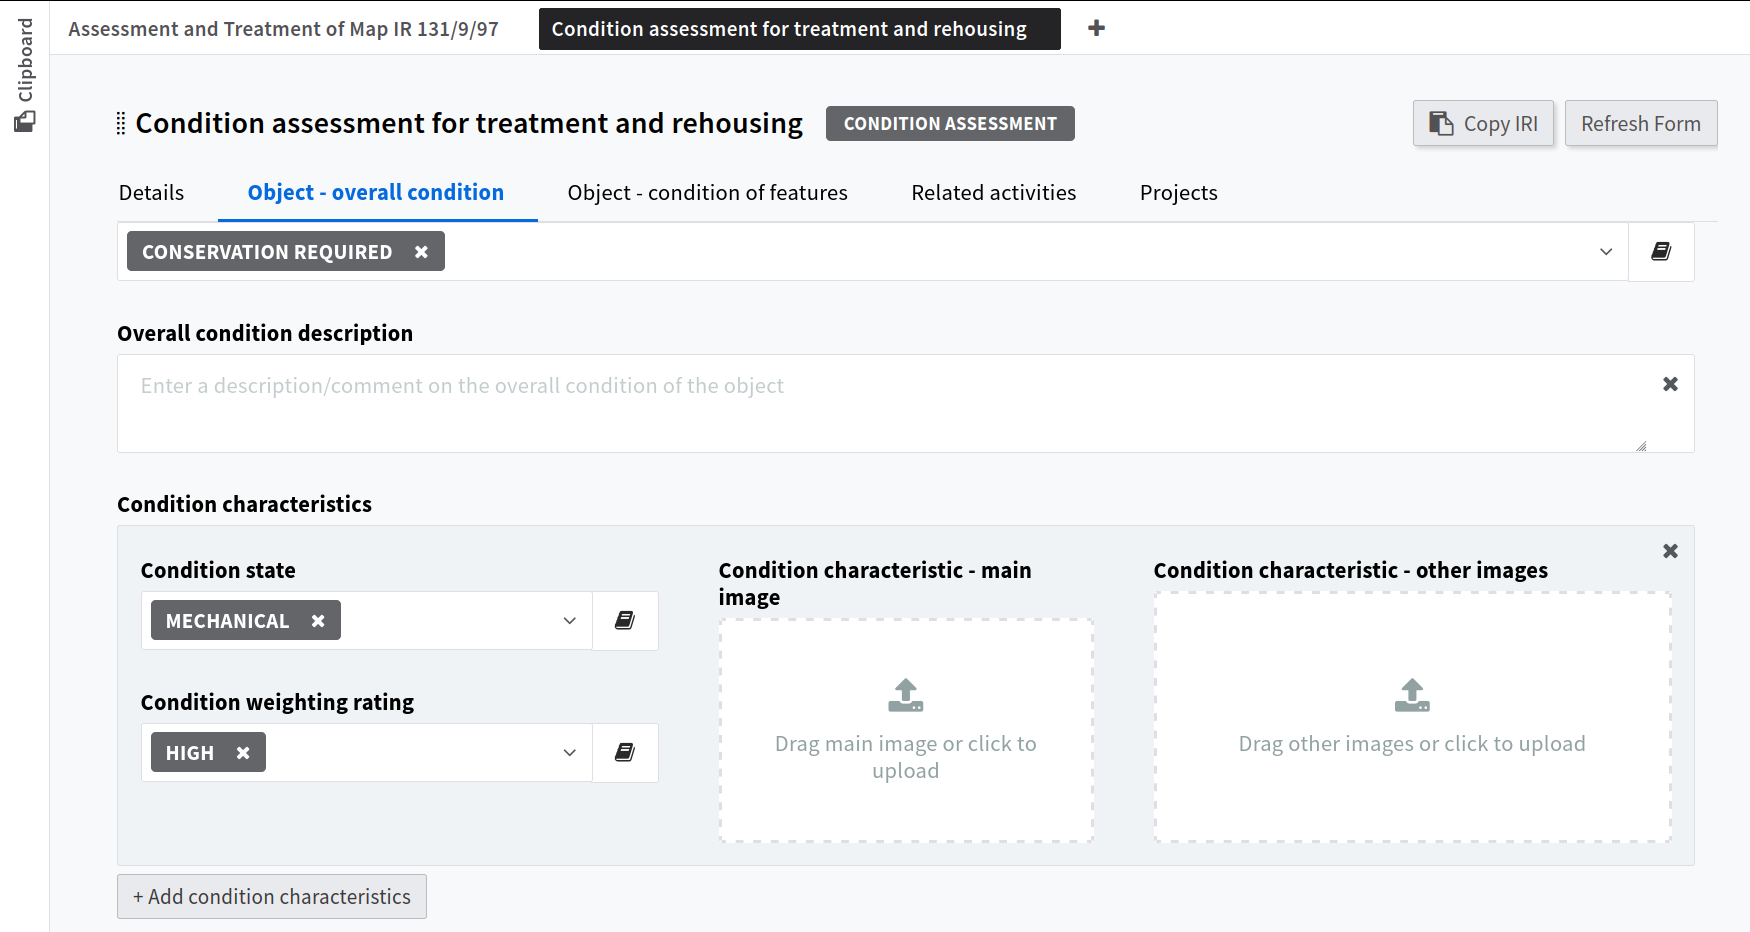 Clipboard
Assessment and Treatment of Map IR 131/9/97
Condition assessment for treatment and rehousing
Condition assessment for treatment and rehousing
CONDITION ASSESSMENT
Copy IRI
Refresh Form
Details
Object - overall condition
Object - condition of features
Related activities
Projects
CONSERVATION REQUIRED
Overall condition description
Enter a description/comment on the overall condition of the object
Condition characteristics
Condition state
MECHANICAL
Condition weighting rating
HIGH
Condition characteristic - main
image
Drag main image or click to
upload
Condition characteristic - other images
Drag other images or click to upload
+ Add condition characteristics